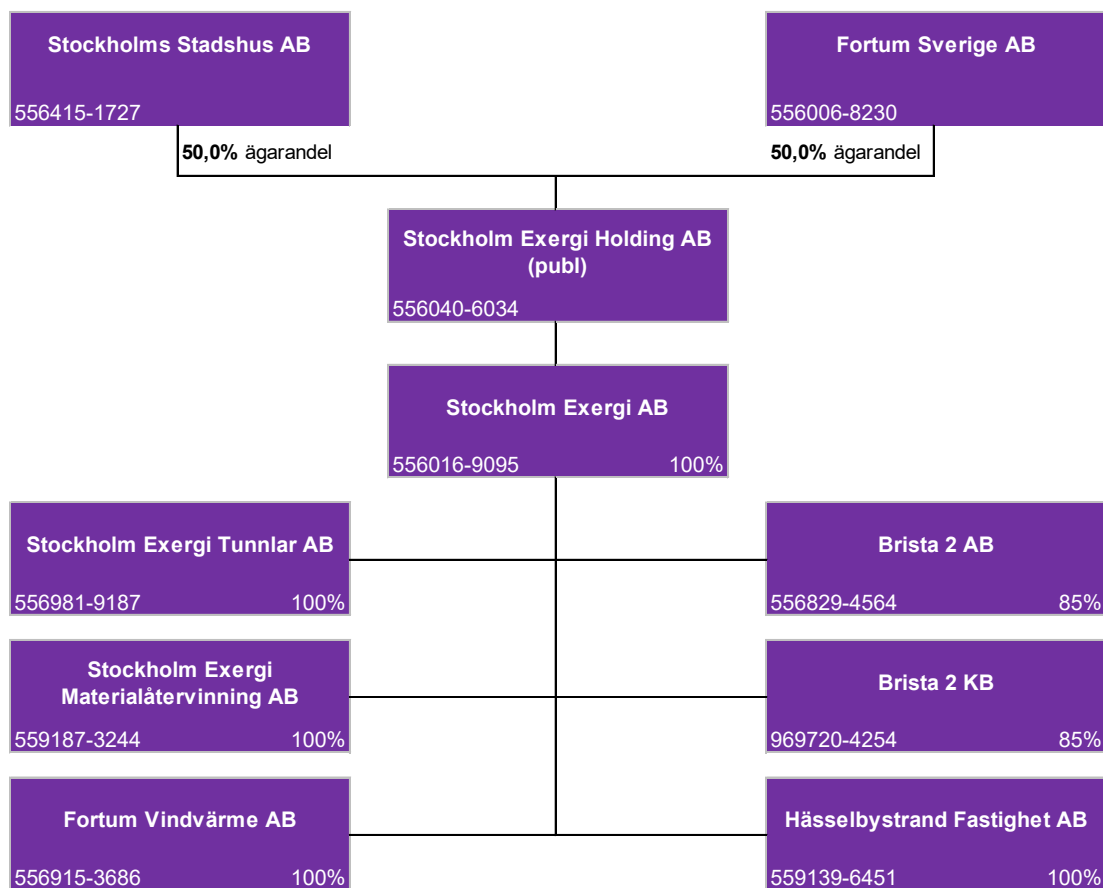 Stockholms Stadshus AB
556415-1727
Fortum Sverige AB
556006-8230
50,0% ägarandel
50,0% ägarandel
Stockholm Exergi Holding AB
(publ)
556040-6034
Stockholm Exergi AB
556016-9095 100%
Stockholm Exergi Tunnlar AB
556981-9187 100%
Brista 2 AB
556829-4564 85%
Stockholm Exergi
Materialåtervinning AB
559187-3244 100%
Brista 2 KB
969720-4254 85%
Fortum Vindvärme AB
556915-3686 100%
Hässelbystrand Fastighet AB
559139-6451 100%